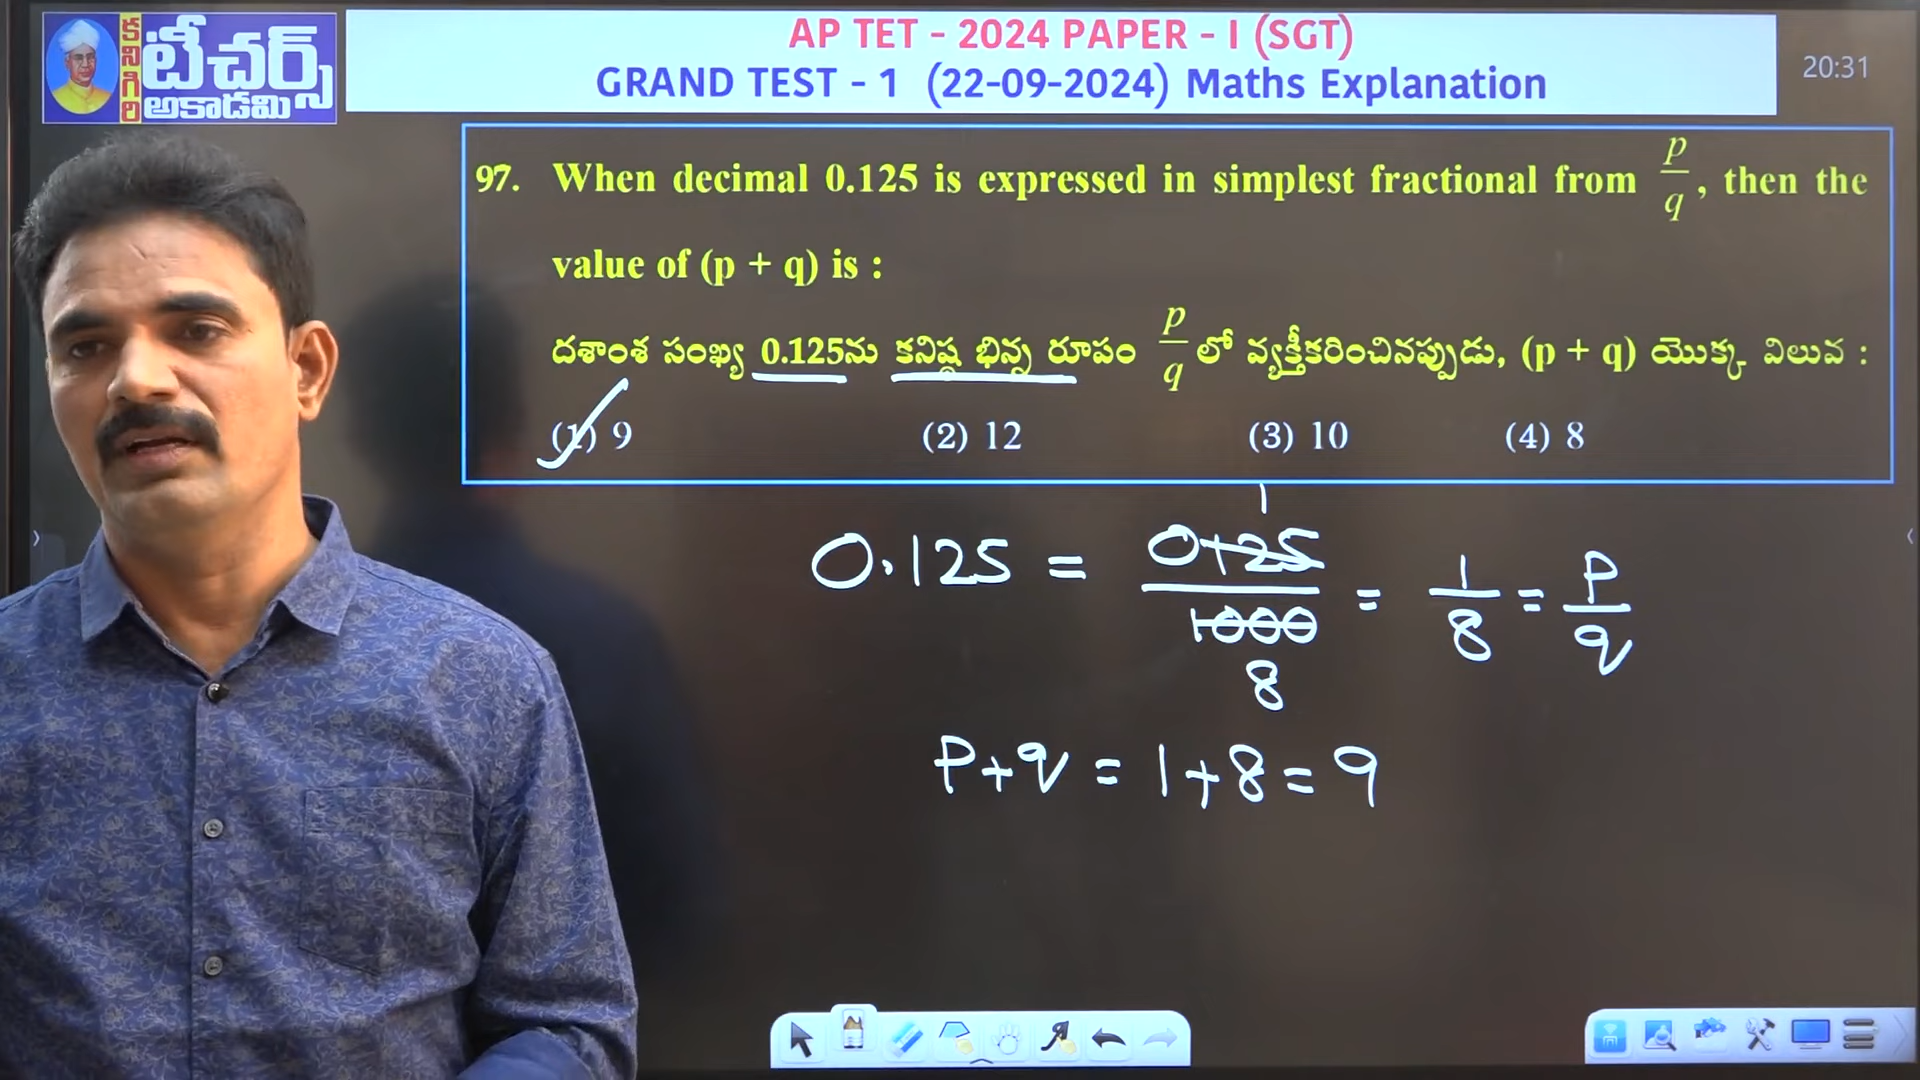 కనిగిరి
టీచర్స్
అకాడమి
AP TET - 2024 PAPER - I (SGT)
GRAND TEST - 1 (22-09-2024) Maths Explanation
20:31
97. When decimal 0.125 is expressed in simplest fractional from p/q, then the
value of (p + q) is :
దశాంశ సంఖ్య 0.125ను కనిష్ఠ భిన్న రూపం p/q లో వ్యక్తీకరించినప్పుడు, (p + q) యొక్క విలువ :
(1) 9 (2) 12 (3) 10 (4) 8
1
0.125 = 0125/1000 = 1/8 = p/q
8
P+q = 1+8=9